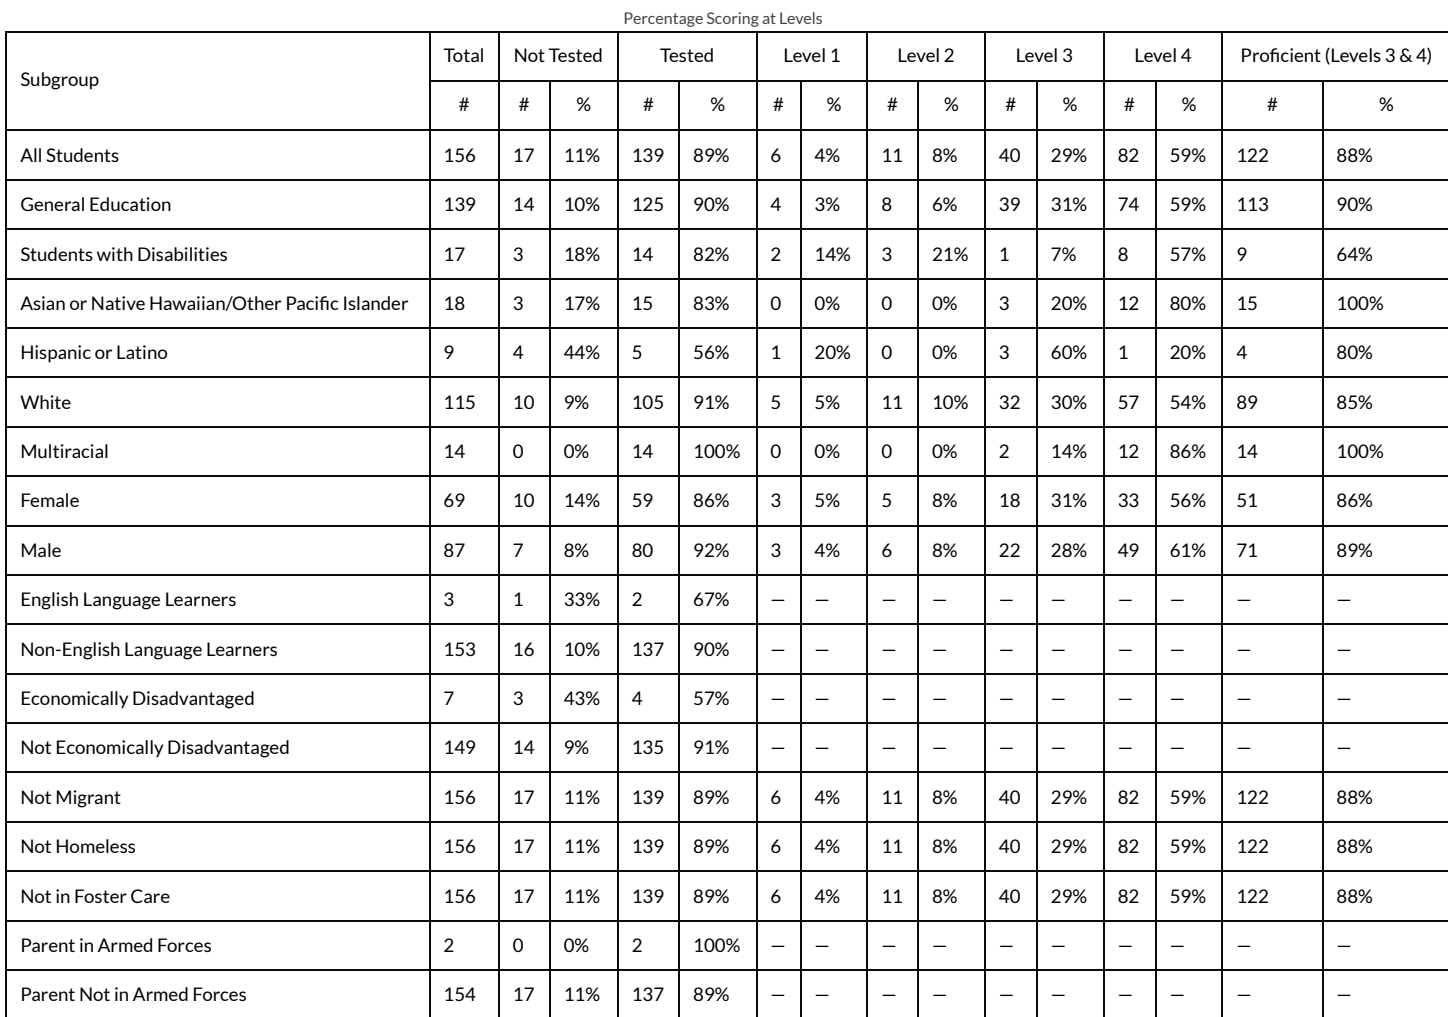 Percentage Scoring at Levels
Subgroup Total Not Tested Tested Level 1 Level 2 Level 3 Level 4 Proficient (Levels 3 & 4)
# # % # % # % # % # % # % # %
All Students 156 17 11% 139 89% 6 4% 11 8% 40 29% 82 59% 122 88%
General Education 139 14 10% 125 90% 4 3% 8 6% 39 31% 74 59% 113 90%
Students with Disabilities 17 3 18% 14 82% 2 14% 3 21% 1 7% 8 57% 9 64%
Asian or Native Hawaiian/Other Pacific Islander 18 3 17% 15 83% 0 0% 0 0% 3 20% 12 80% 15 100%
Hispanic or Latino 9 4 44% 5 56% 1 20% 0 0% 3 60% 1 20% 4 80%
White 115 10 9% 105 91% 5 5% 11 10% 32 30% 57 54% 89 85%
Multiracial 14 0 0% 14 100% 0 0% 0 0% 2 14% 12 86% 14 100%
Female 69 10 14% 59 86% 3 5% 5 8% 18 31% 33 56% 51 86%
Male 87 7 8% 80 92% 3 4% 6 8% 22 28% 49 61% 71 89%
English Language Learners 3 1 33% 2 67% — — — — — — — — — —
Non-English Language Learners 153 16 10% 137 90% — — — — — — — — — —
Economically Disadvantaged 7 3 43% 4 57% — — — — — — — — — —
Not Economically Disadvantaged 149 14 9% 135 91% — — — — — — — — — —
Not Migrant 156 17 11% 139 89% 6 4% 11 8% 40 29% 82 59% 122 88%
Not Homeless 156 17 11% 139 89% 6 4% 11 8% 40 29% 82 59% 122 88%
Not in Foster Care 156 17 11% 139 89% 6 4% 11 8% 40 29% 82 59% 122 88%
Parent in Armed Forces 2 0 0% 2 100% — — — — — — — — — —
Parent Not in Armed Forces 154 17 11% 137 89% — — — — — — — — — —